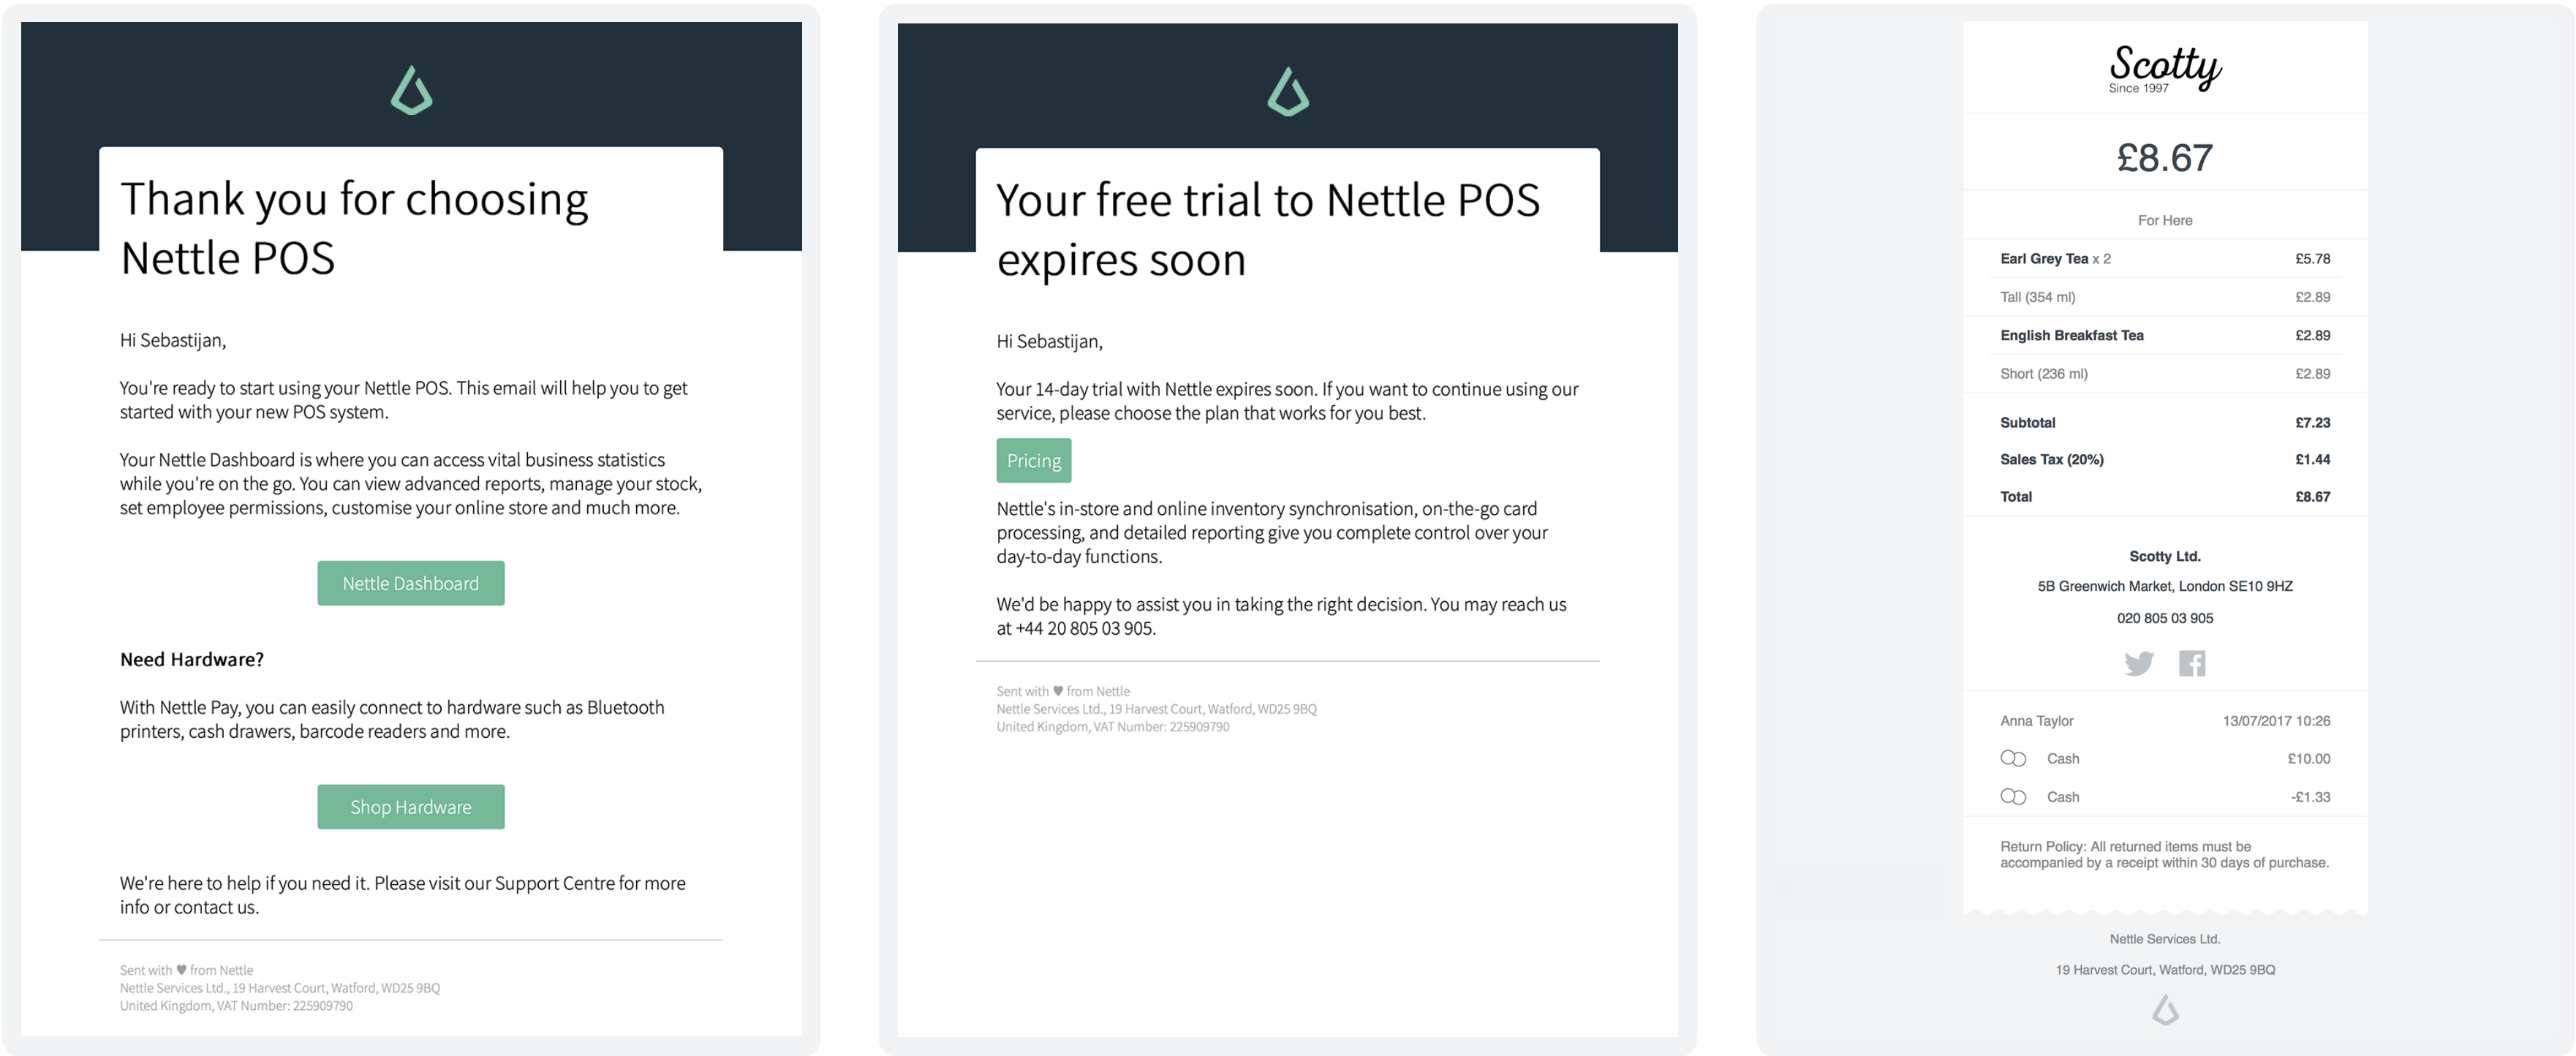 Thank you for choosing
Nettle POS
Hi Sebastijan,
You're ready to start using your Nettle POS. This email will help you to get
started with your new POS system.
Your Nettle Dashboard is where you can access vital business statistics
while you're on the go. You can view advanced reports, manage your stock,
set employee permissions, customise your online store and much more.
Nettle Dashboard
Need Hardware?
With Nettle Pay, you can easily connect to hardware such as Bluetooth
printers, cash drawers, barcode readers and more.
Shop Hardware
We're here to help if you need it. Please visit our Support Centre for more
info or contact us.
Sent with ♥ from Nettle
Nettle Services Ltd., 19 Harvest Court, Watford, WD25 9BQ
United Kingdom, VAT Number: 225909790
Your free trial to Nettle POS
expires soon
Hi Sebastijan,
Your 14-day trial with Nettle expires soon. If you want to continue using our
service, please choose the plan that works for you best.
Pricing
Nettle's in-store and online inventory synchronisation, on-the-go card
processing, and detailed reporting give you complete control over your
day-to-day functions.
We'd be happy to assist you in taking the right decision. You may reach us
at +44 20 805 03 905.
Sent with ♥ from Nettle
Nettle Services Ltd., 19 Harvest Court, Watford, WD25 9BQ
United Kingdom, VAT Number: 225909790
Scotty
Since 1997
£8.67
For Here
Earl Grey Tea x 2 £5.78
Tall (354 ml) £2.89
English Breakfast Tea £2.89
Short (236 ml) £2.89
Subtotal £7.23
Sales Tax (20%) £1.44
Total £8.67
Scotty Ltd.
5B Greenwich Market, London SE10 9HZ
020 805 03 905
Anna Taylor 13/07/2017 10:26
Cash £10.00
Cash -£1.33
Return Policy: All returned items must be
accompanied by a receipt within 30 days of purchase.
Nettle Services Ltd.
19 Harvest Court, Watford, WD25 9BQ